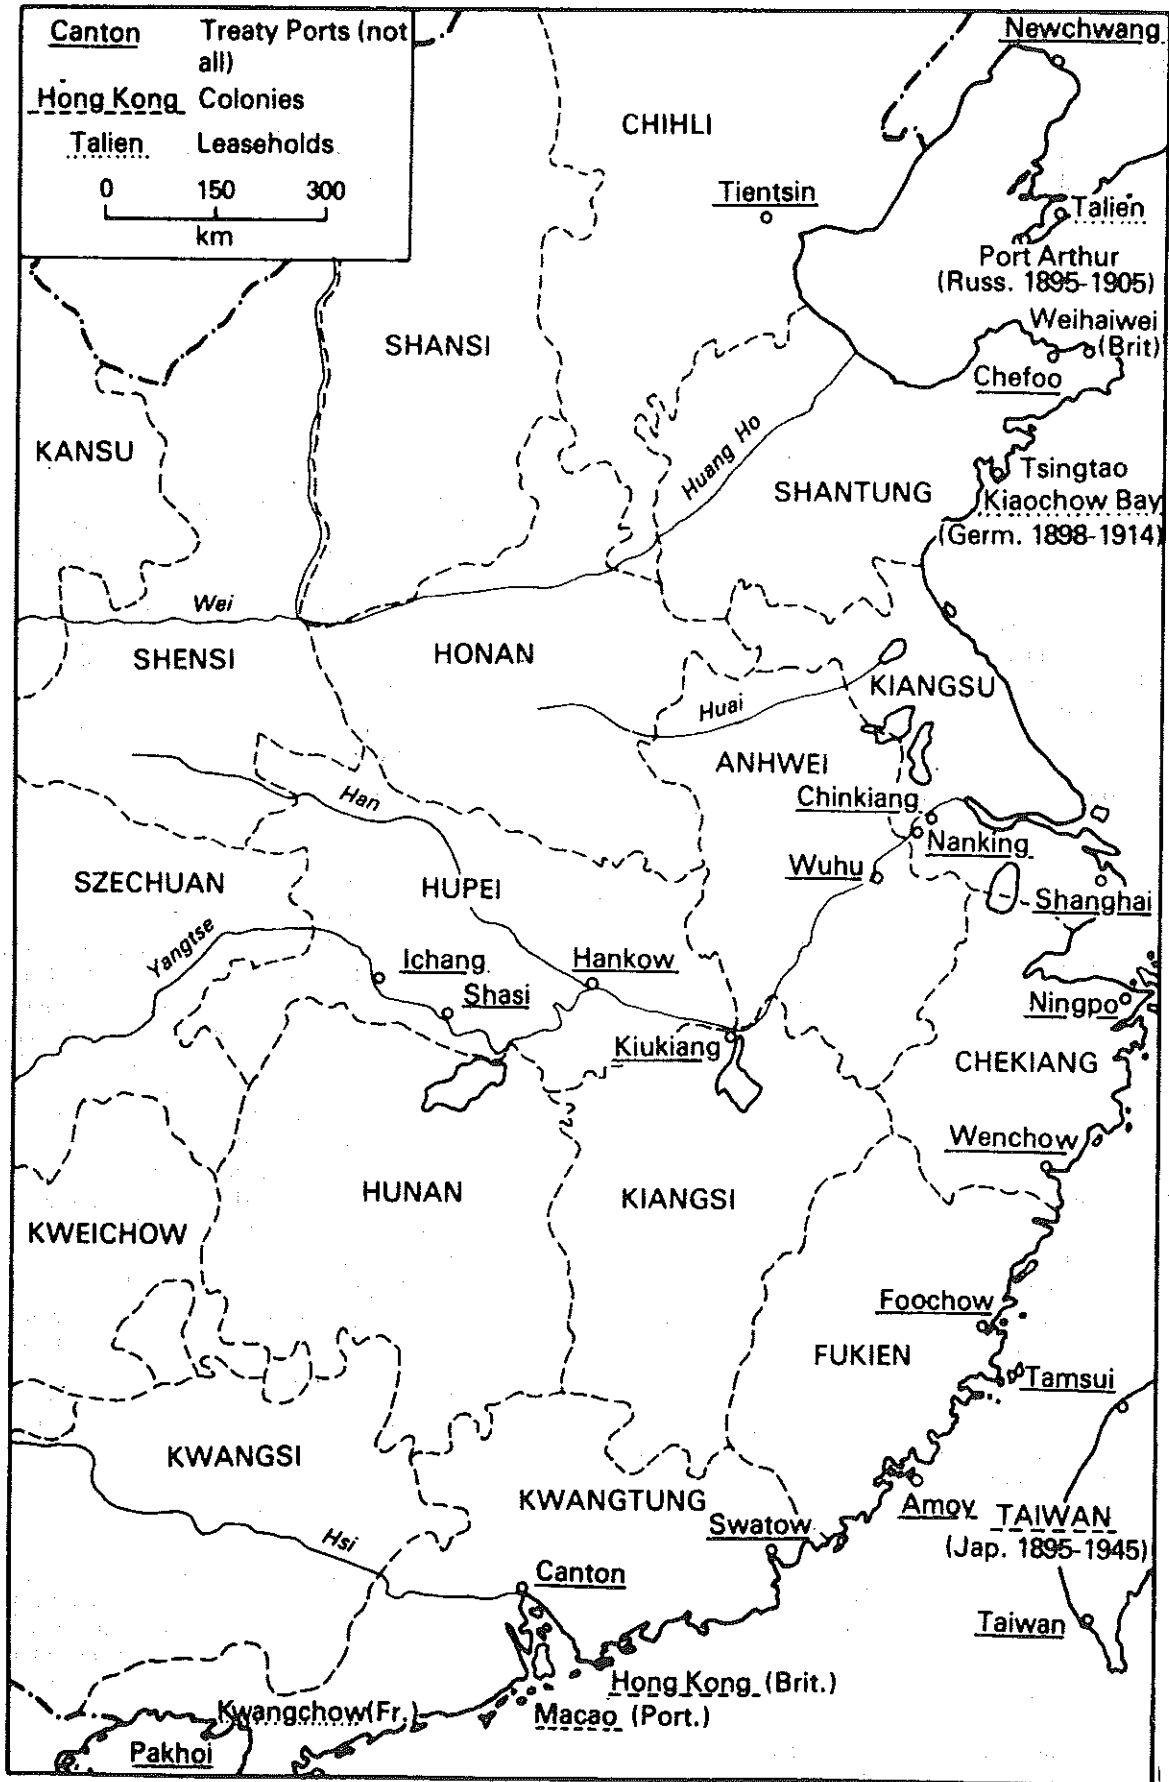 Canton Treaty Ports (not
all)
Hong Kong Colonies
Talien Leaseholds
0 150 300
km
Newchwang
CHIHLI
Tientsin
Talien
Port Arthur
(Russ. 1895-1905)
Weihaiwei
(Brit)
Chefoo
SHANSI
KANSU
Huang Ho
SHANTUNG
Tsingtao
Kiaochow Bay
(Germ. 1898-1914)
Wei
SHENSI
HONAN
KIANGSU
Huai
ANHWEI
Han
Chinkiang
Nanking
Wuhu
SZECHUAN
HUPEI
Shanghai
Yangtse
Ichang
Shasi
Hankow
Ningpo
Kiukiang
CHEKIANG
Wenchow
HUNAN
KIANGSI
KWEICHOW
Foochow
FUKIEN
Tamsui
KWANGSI
KWANGTUNG
Amoy
TAIWAN
(Jap. 1895-1945)
Swatow
Hsi
Canton
Taiwan
Hong Kong (Brit.)
Kwangchow (Fr.)
Macao (Port.)
Pakhoi